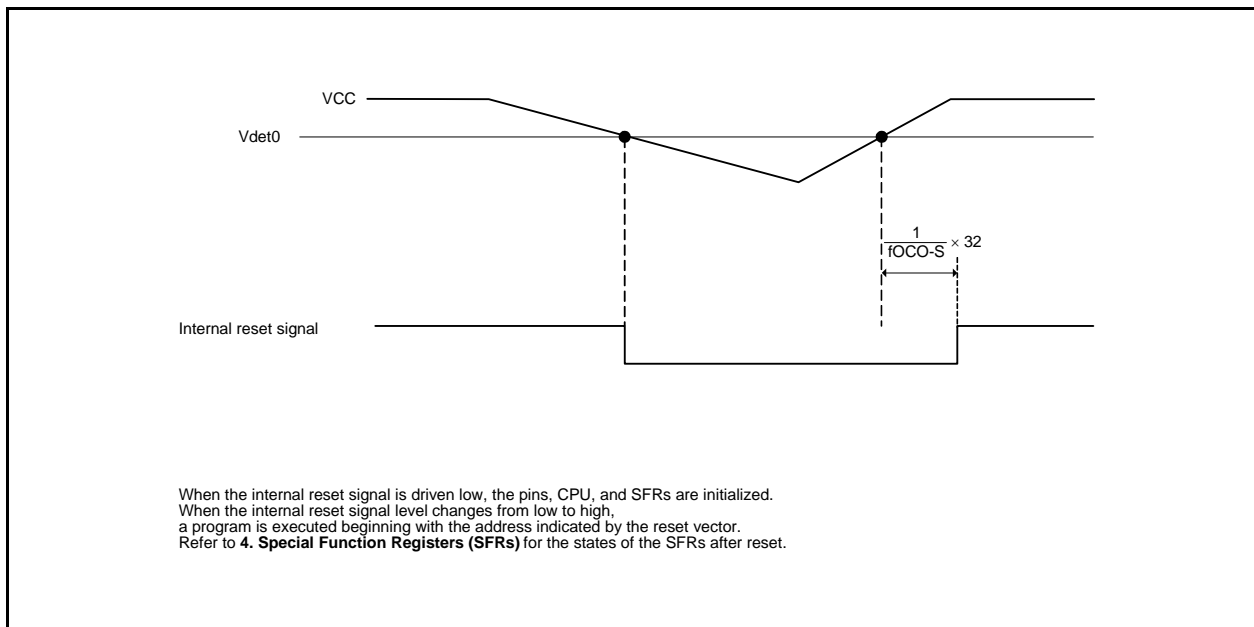 VCC
Vdet0
1
fOCO-S
× 32
Internal reset signal
When the internal reset signal is driven low, the pins, CPU, and SFRs are initialized.
When the internal reset signal level changes from low to high,
a program is executed beginning with the address indicated by the reset vector.
Refer to 4. Special Function Registers (SFRs) for the states of the SFRs after reset.